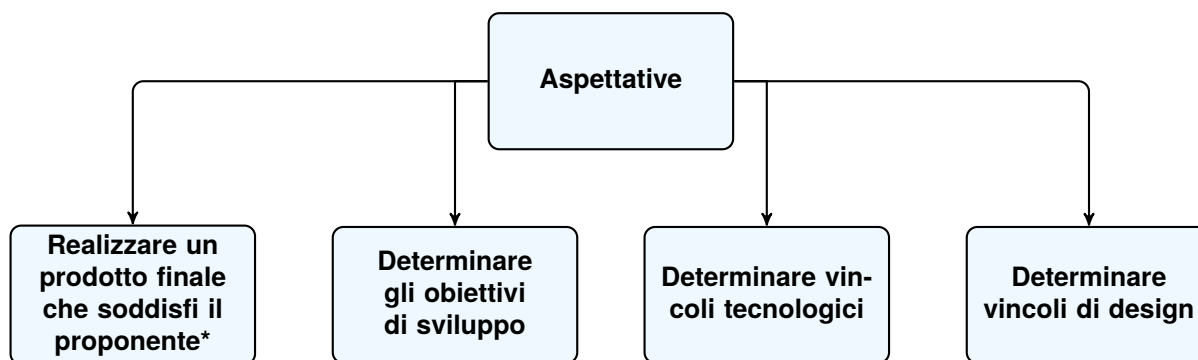 Aspettative
Realizzare un
prodotto finale
che soddisfi il
proponente*
Determinare
gli obiettivi
di sviluppo
Determinare vin-
coli tecnologici
Determinare
vincoli di design